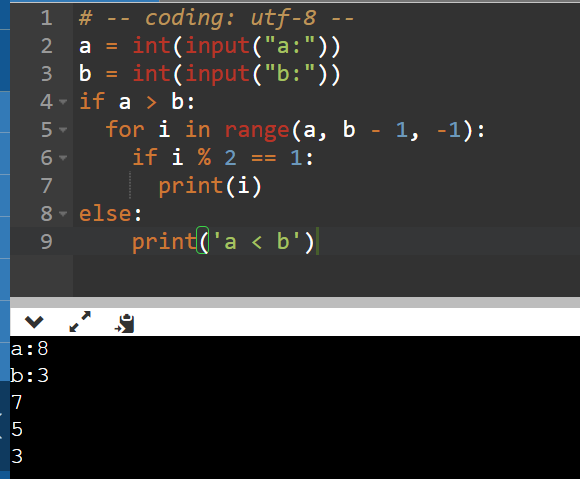 1 # -- coding: utf-8 --
2 a = int(input("a:"))
3 b = int(input("b:"))
4 if a > b:
5   for i in range(a, b - 1, -1):
6     if i % 2 == 1:
7       print(i)
8 else:
9     print('a < b')
a:8
b:3
7
5
3